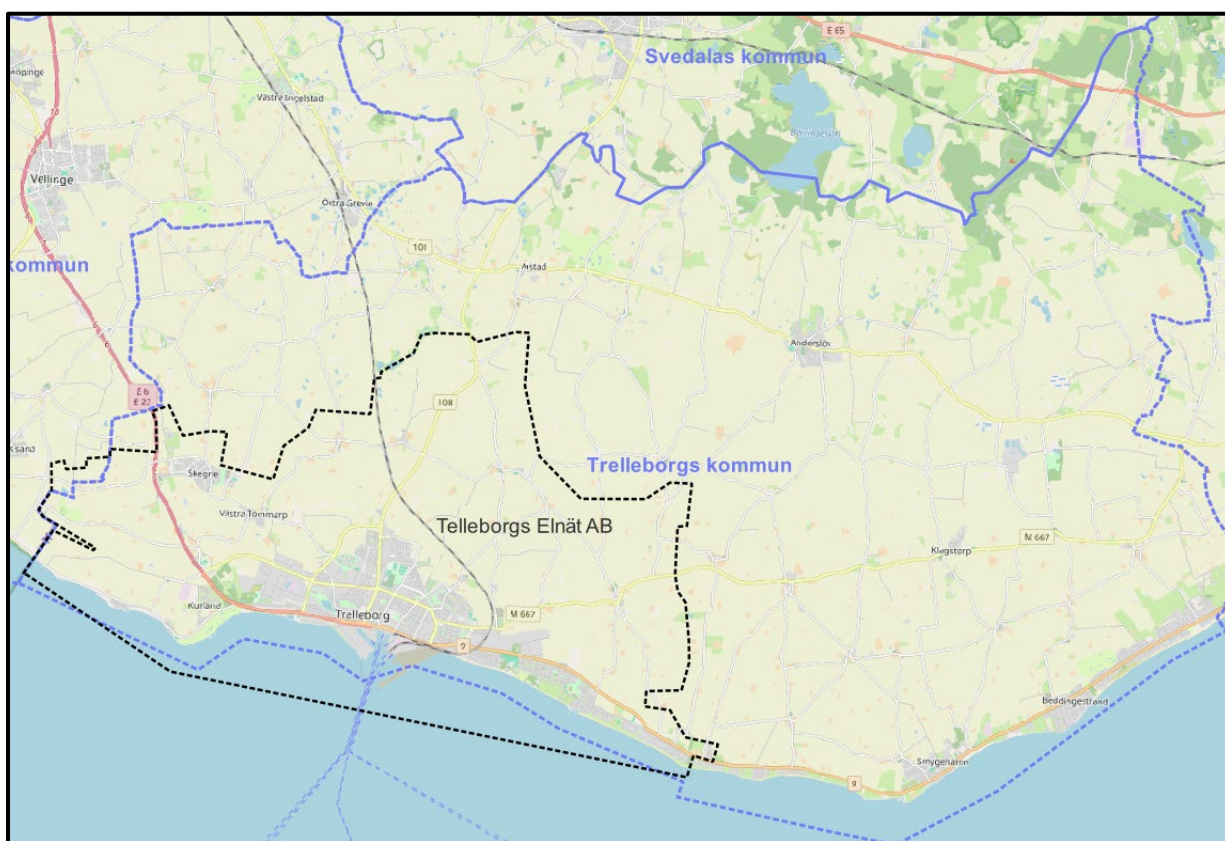 E 65
Svedalas kommun
Västra Ingelstad
Börringesjön
Vellinge
Östra Grevie
kommun
101
Alstad
Anderslöv
E 6
E 22
108
Trelleborgs kommun
Skegrie
Västra Tommarp
Telleborgs Elnät AB
M 667
Klagstorp
Kurland
Trelleborg
M 667
9
Beddingestrand
Smygehamn
9